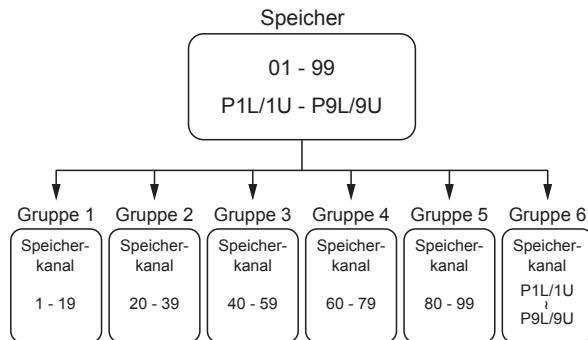 Speicher
01 - 99
P1L/1U - P9L/9U
Gruppe 1
Gruppe 2
Gruppe 3
Gruppe 4
Gruppe 5
Gruppe 6
Speicher-
kanal
1 - 19
Speicher-
kanal
20 - 39
Speicher-
kanal
40 - 59
Speicher-
kanal
60 - 79
Speicher-
kanal
80 - 99
Speicher-
kanal
P1L/1U
~
P9L/9U